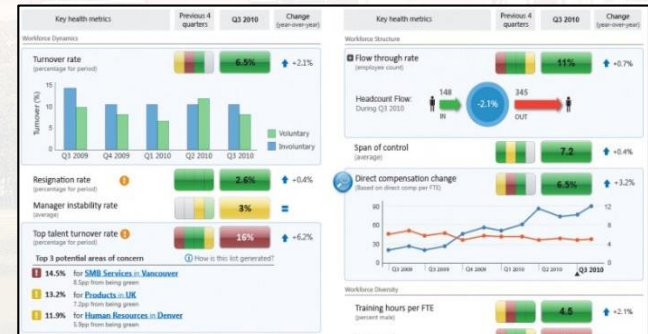 Key health metrics
Previous 4 quarters
Q3 2010
Change (year-over-year)
Workforce Dynamics
Turnover rate
(percentage for period)
6.5%
+2.1%
Turnover (%)
15
10
5
0
Q3 2009
Q4 2009
Q1 2010
Q2 2010
Q3 2010
Voluntary
Involuntary
Resignation rate
(percentage for period)
2.6%
+0.4%
Manager instability rate
(average)
3%
=
Top talent turnover rate
(percentage for period)
16%
+6.2%
Top 3 potential areas of concern
How is this list generated?
14.5% for SMB Services in Vancouver
8.5pp from being green
13.2% for Products in UK
7.2pp from being green
11.9% for Human Resources in Denver
5.9pp from being green
Key health metrics
Previous 4 quarters
Q3 2010
Change (year-over-year)
Workforce Structure
Flow through rate
(employee count)
11%
+0.7%
Headcount Flow:
During Q3 2010
148
IN
-2.1%
345
OUT
Span of control
(average)
7.2
+0.4%
Direct compensation change
(Based on direct comp per FTE)
6.5%
+3.2%
90
30
0
12
8
4
0
Q3 2009
Q4 2009
Q1 2010
Q2 2010
Q3 2010
Workforce Diversity
Training hours per FTE
(percent male)
4.5
+2.1%